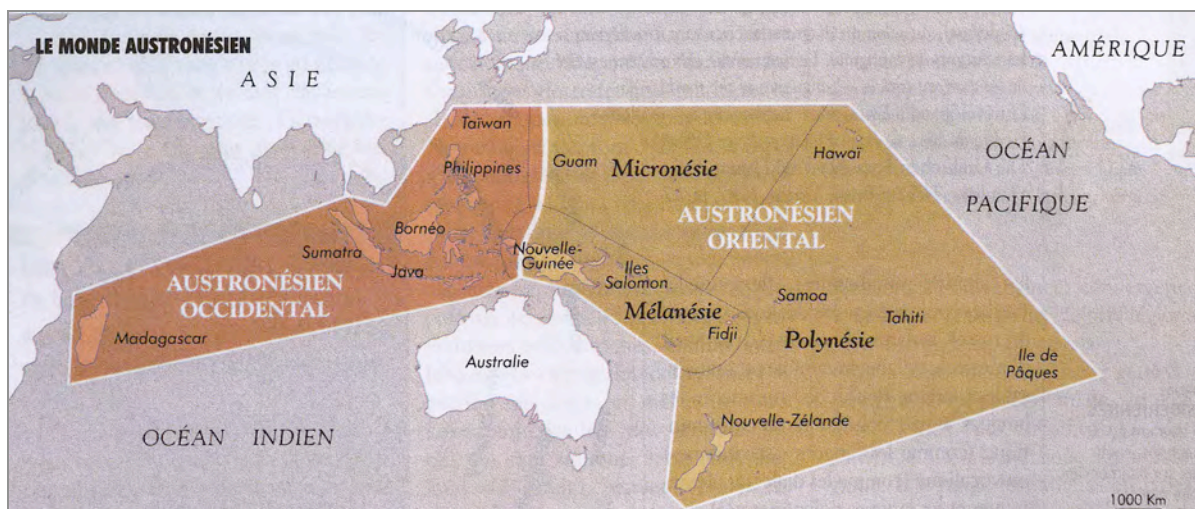 LE MONDE AUSTRONÉSIEN
ASIE
AMÉRIQUE
Taïwan
Philippines
Guam
Micronésie
Hawaï
OCÉAN
PACIFIQUE
AUSTRONÉSIEN
ORIENTAL
Bornéo
Sumatra
Java
Nouvelle-
Guinée
Iles
Salomon
AUSTRONÉSIEN
OCCIDENTAL
Madagascar
Mélanésie
Fidji
Samoa
Tahiti
Polynésie
Ile de
Pâques
Australie
Nouvelle-Zélande
OCÉAN INDIEN
1000 Km